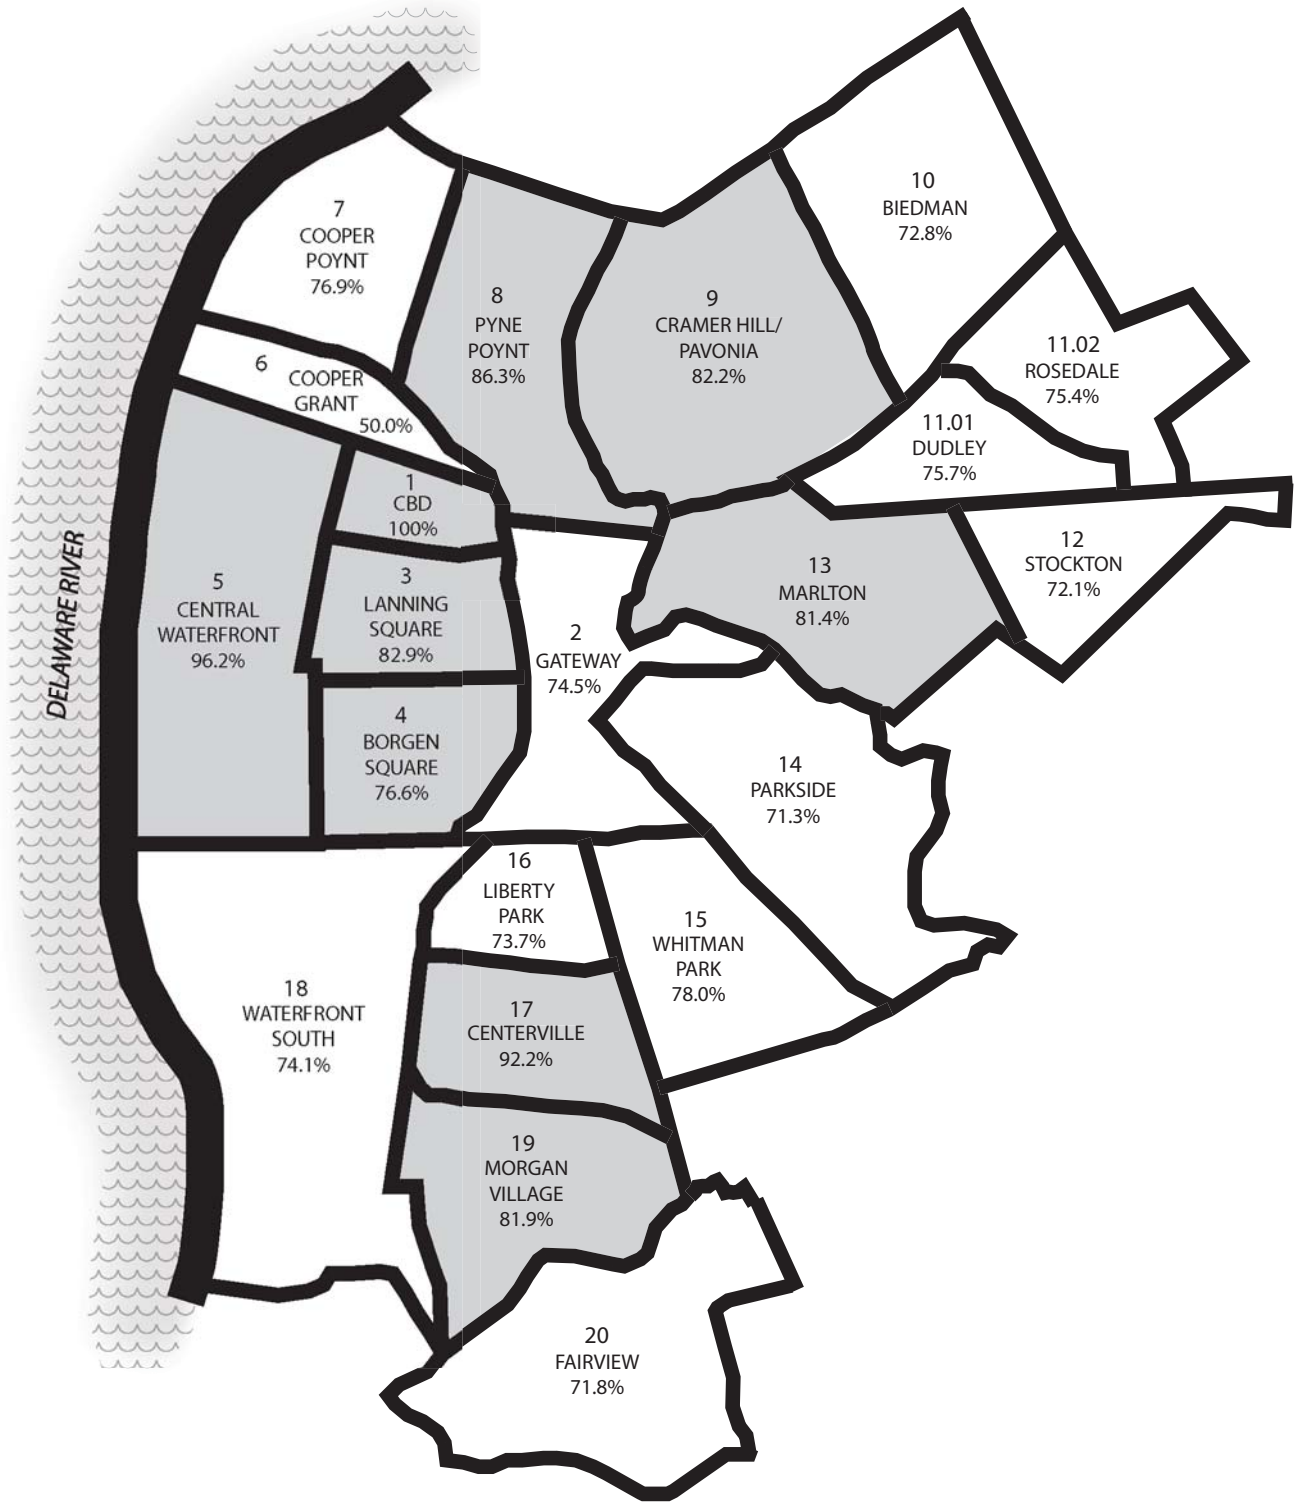 10
BIEDMAN
72.8%
7
COOPER
POYNT
76.9%
8
PYNE
POYNT
86.3%
9
CRAMER HILL/
PAVONIA
82.2%
11.02
ROSEDALE
75.4%
6
COOPER
GRANT
50.0%
11.01
DUDLEY
75.7%
1
CBD
100%
12
STOCKTON
72.1%
13
MARLTON
81.4%
DELAWARE RIVER
5
CENTRAL
WATERFRONT
96.2%
3
LANNING
SQUARE
82.9%
2
GATEWAY
74.5%
4
BORGEN
SQUARE
76.6%
14
PARKSIDE
71.3%
16
LIBERTY
PARK
73.7%
15
WHITMAN
PARK
78.0%
18
WATERFRONT
SOUTH
74.1%
17
CENTERVILLE
92.2%
19
MORGAN
VILLAGE
81.9%
20
FAIRVIEW
71.8%